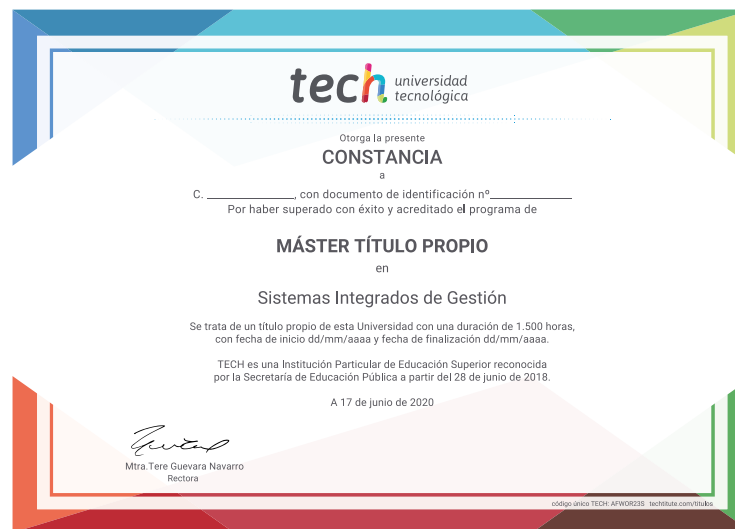 tech universidad
tecnológica
Otorga la presente
CONSTANCIA
a
C. ________________, con documento de identificación nº______________
Por haber superado con éxito y acreditado el programa de
MÁSTER TÍTULO PROPIO
en
Sistemas Integrados de Gestión
Se trata de un título propio de esta Universidad con una duración de 1.500 horas,
con fecha de inicio dd/mm/aaaa y fecha de finalización dd/mm/aaaa.
TECH es una Institución Particular de Educación Superior reconocida
por la Secretaría de Educación Pública a partir del 28 de junio de 2018.
A 17 de junio de 2020
Mtra.Tere Guevara Navarro
Rectora
código único TECH: AFWOR23S techtitute.com/títulos